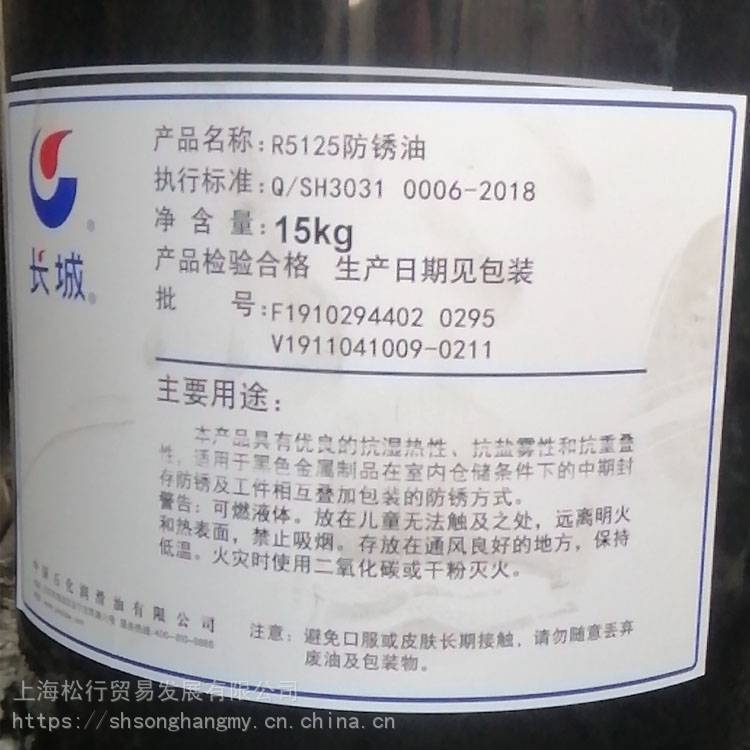 产品名称:R5125防锈油
执行标准:Q/SH3031 0006-2018
净含量:15kg
产品检验合格 生产日期见包装
批 号:F1910294402 0295
V1911041009-0211
长城
主要用途:
本产品具有优良的抗湿热性、抗盐雾性和抗重叠
性,适用于黑色金属制品在室内仓储条件下的中期封
存防锈及工件相互叠加包装的防锈方式。
警告:可燃液体。放在儿童无法触及之处,远离明火
和热表面,禁止吸烟。存放在通风良好的地方,保持
低温。火灾时使用二氧化碳或干粉灭火。
中国石化润滑油有限公司
注意:避免口服或皮肤长期接触,请勿随意丢弃
废油及包装物。
上海松行贸易发展有限公司
https://shsonghangmy.cn.china.cn